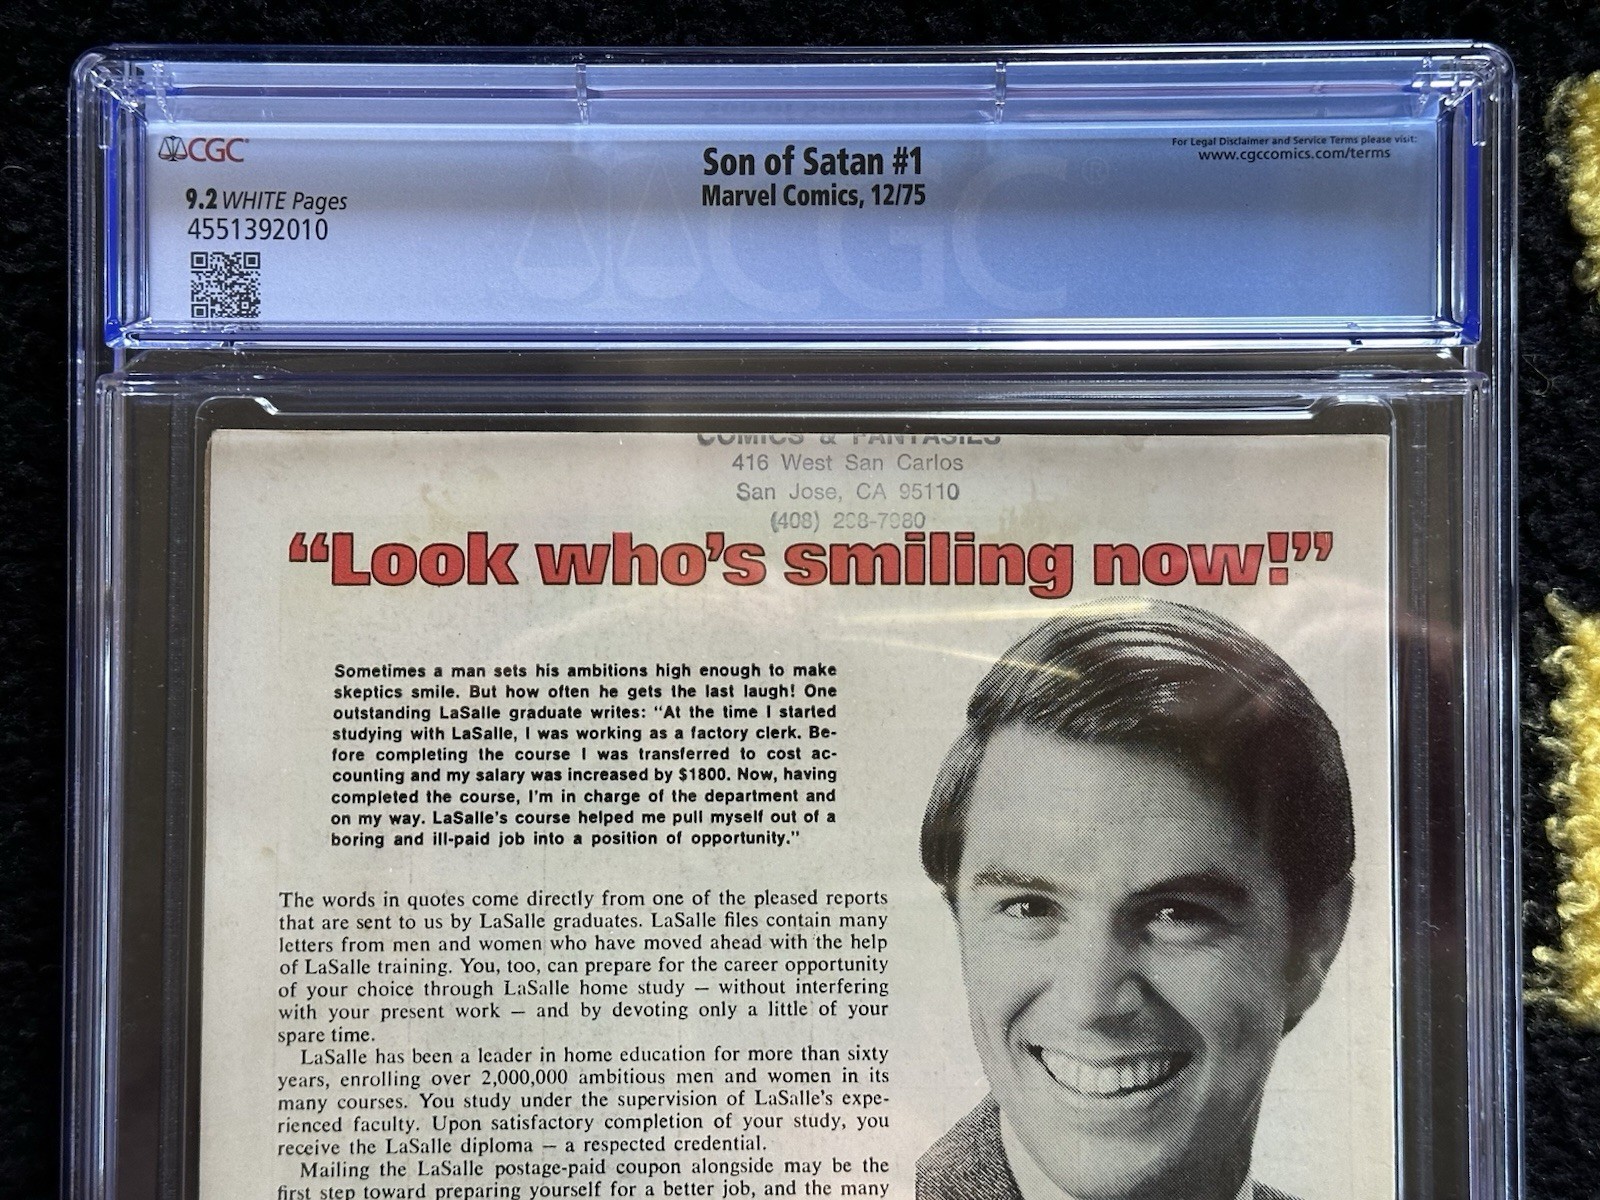 CGC
Son of Satan #1
Marvel Comics, 12/75
For Legal Disclaimer and Service Terms please visit:
www.cgccomics.com/terms
9.2 WHITE Pages
4551392010
CGC
COMICS & FANTASIES
416 West San Carlos
San Jose, CA 95110
(408)
“Look who’s smiling now!”
Sometimes a man sets his ambitions high enough to make
skeptics smile. But how often he gets the last laugh! One
outstanding LaSalle graduate writes: “At the time I started
studying with LaSalle, I was working as a factory clerk. Be-
fore completing the course I was transferred to cost ac-
counting and my salary was increased by $1800. Now, having
completed the course, I'm in charge of the department and
on my way. LaSalle's course helped me pull myself out of a
boring and ill-paid job into a position of opportunity."
The words in quotes come directly from one of the pleased reports
that are sent to us by LaSalle graduates. LaSalle files contain many
letters from men and women who have moved ahead with the help
of LaSalle training. You, too, can prepare for the career opportunity
of your choice through LaSalle home study — without interfering
with your present work — and by devoting only a little of your
spare time.
LaSalle has been a leader in home education for more than sixty
years, enrolling over 2,000,000 ambitious men and women in its
many courses. You study under the supervision of LaSalle's expe-
rienced faculty. Upon satisfactory completion of your study, you
receive the LaSalle diploma — a respected credential.
Mailing the LaSalle postage-paid coupon alongside may be the
first step toward preparing yourself for a better job, and the many